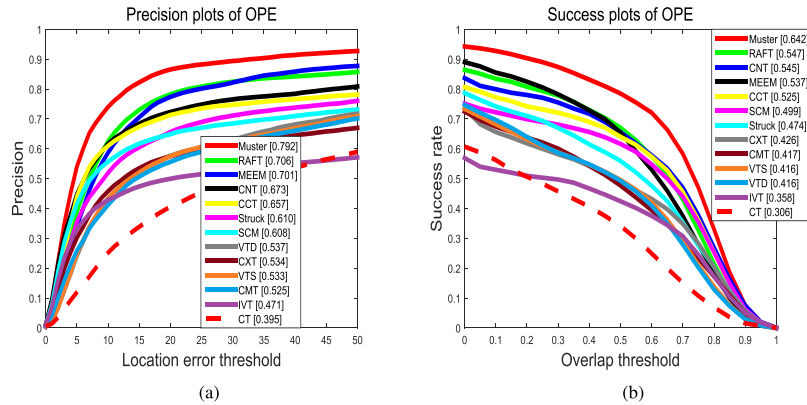 Precision plots of OPE
Precision
1
0.9
0.8
0.7
0.6
0.5
0.4
0.3
0.2
0.1
0
0 5 10 15 20 25 30 35 40 45 50
Location error threshold
Muster [0.792]
RAFT [0.706]
MEEM [0.701]
CNT [0.673]
CCT [0.657]
Struck [0.610]
SCM [0.608]
VTD [0.537]
CXT [0.534]
VTS [0.533]
CMT [0.525]
IVT [0.471]
CT [0.395]
(a)
Success plots of OPE
Success rate
1
0.9
0.8
0.7
0.6
0.5
0.4
0.3
0.2
0.1
0
0 0.1 0.2 0.3 0.4 0.5 0.6 0.7 0.8 0.9 1
Overlap threshold
Muster [0.642]
RAFT [0.547]
CNT [0.545]
MEEM [0.537]
CCT [0.525]
SCM [0.499]
Struck [0.474]
CXT [0.426]
CMT [0.417]
VTS [0.416]
VTD [0.416]
IVT [0.358]
CT [0.306]
(b)